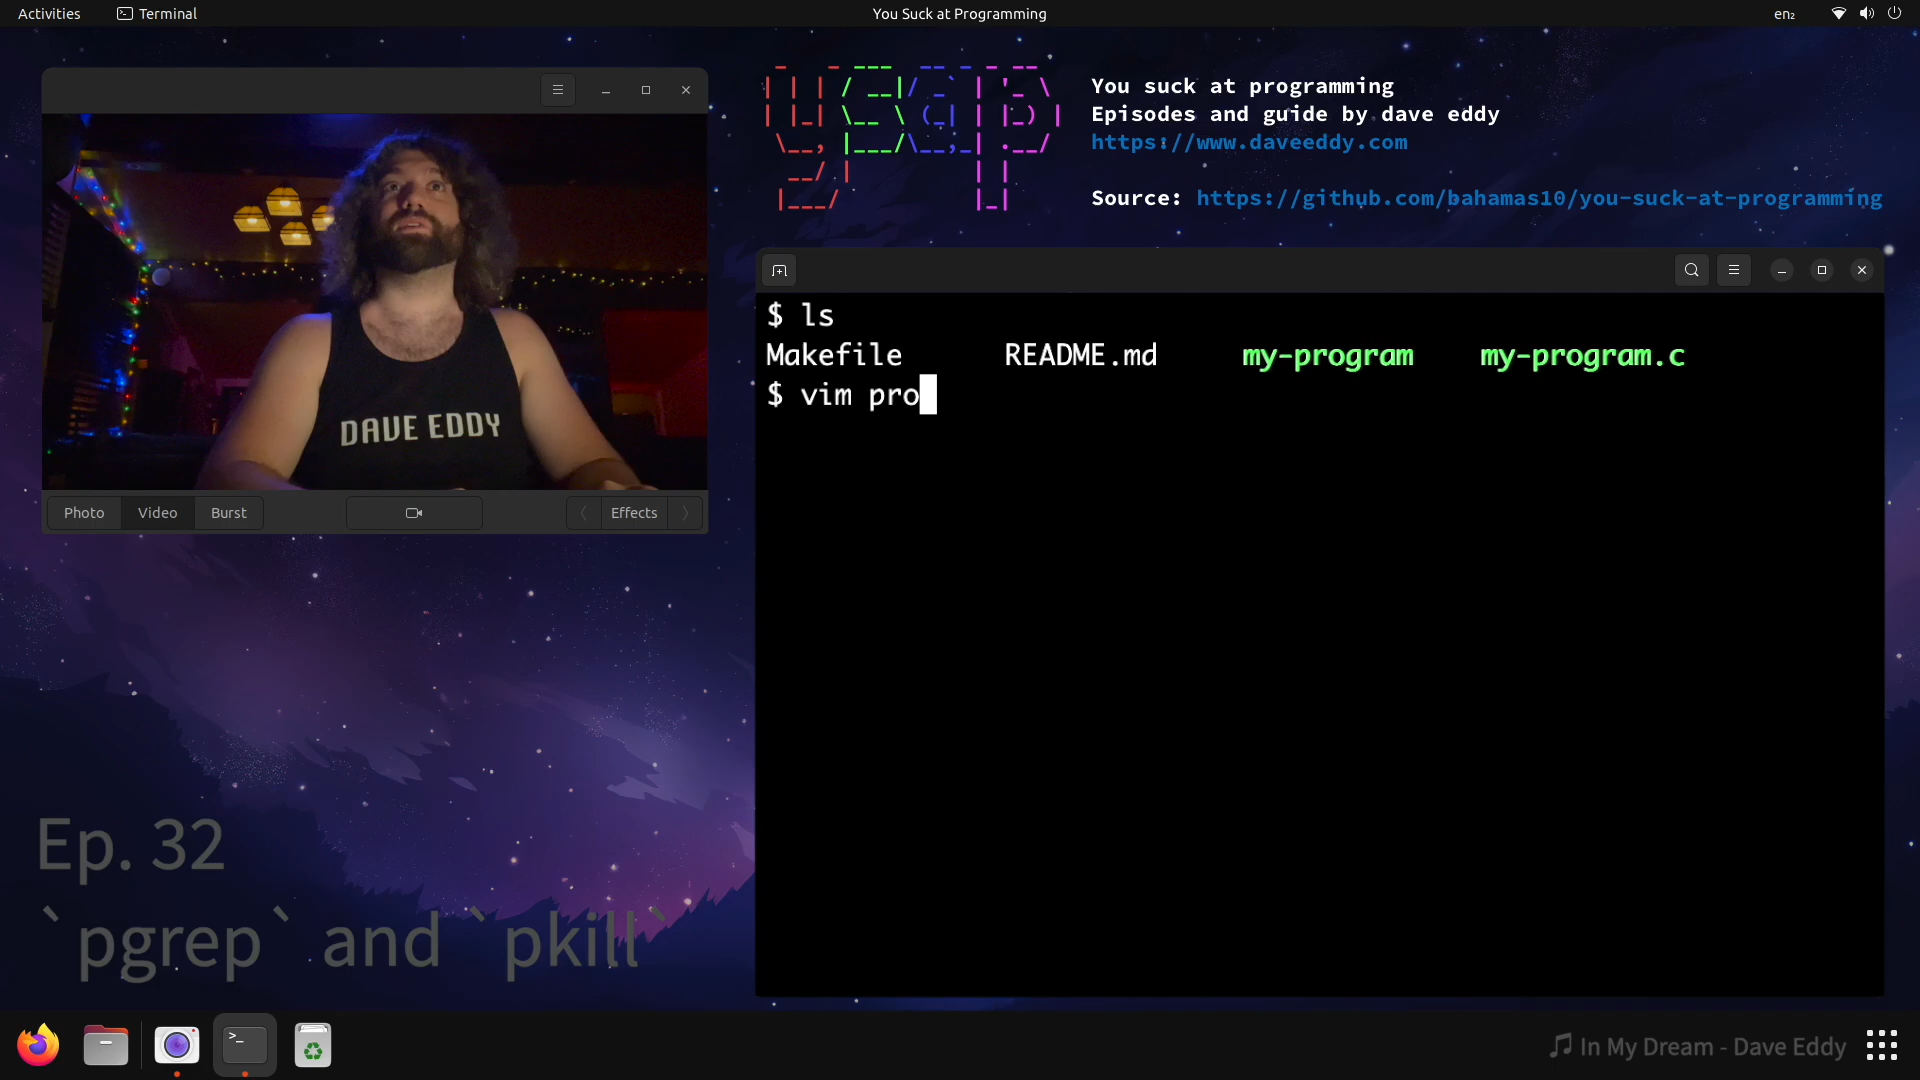 Activities
Terminal
You Suck at Programming
en₂
You suck at programming
Episodes and guide by dave eddy
https://www.daveeddy.com
Source: https://github.com/bahamas10/you-suck-at-programming
DAVE EDDY
Photo
Video
Burst
Effects
$ ls
Makefile README.md my-program my-program.c
$ vim pro
Ep. 32
`pgrep` and `pkill`
In My Dream - Dave Eddy